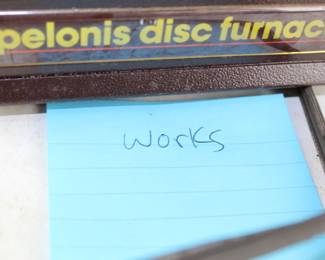 pelonis disc furnac
works